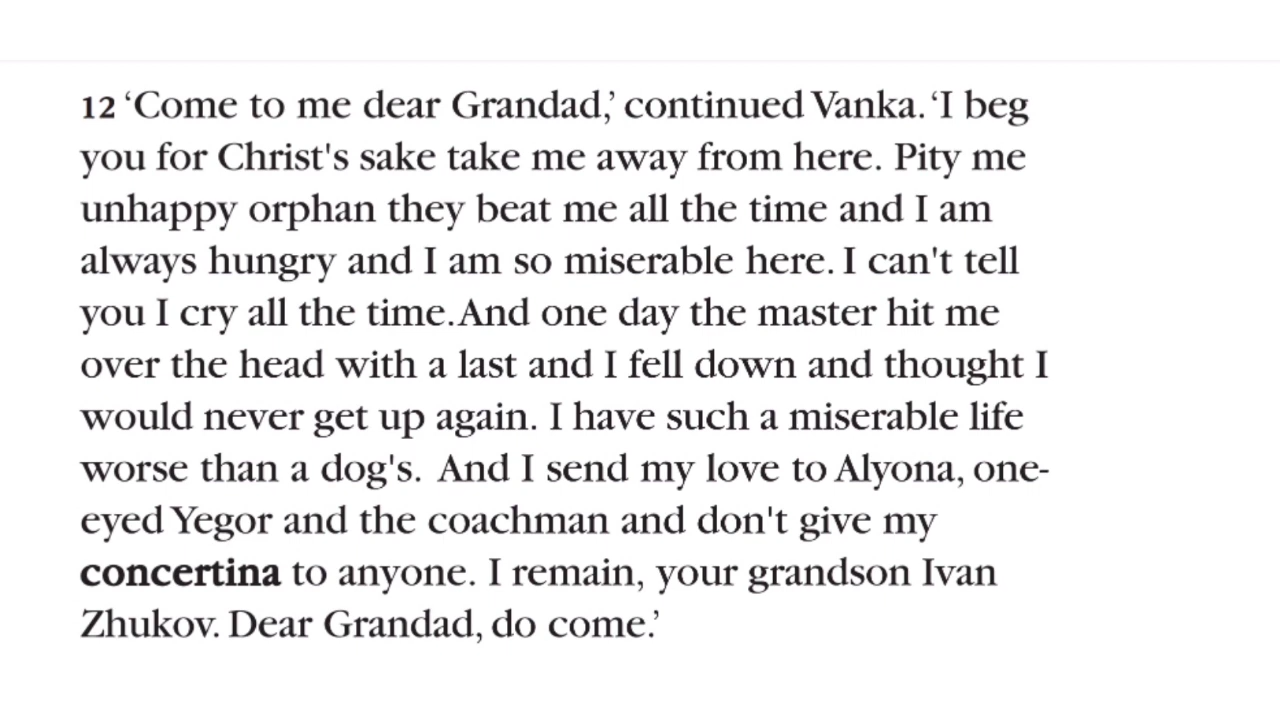 12 ‘Come to me dear Grandad,’ continued Vanka. ‘I beg
you for Christ's sake take me away from here. Pity me
unhappy orphan they beat me all the time and I am
always hungry and I am so miserable here. I can't tell
you I cry all the time. And one day the master hit me
over the head with a last and I fell down and thought I
would never get up again. I have such a miserable life
worse than a dog's. And I send my love to Alyona, one-
eyed Yegor and the coachman and don't give my
concertina to anyone. I remain, your grandson Ivan
Zhukov. Dear Grandad, do come.’